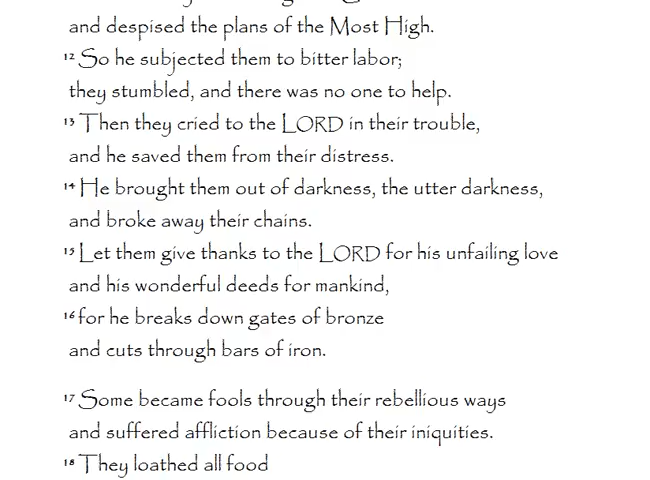 and despised the plans of the Most High.
12 So he subjected them to bitter labor;
they stumbled, and there was no one to help.
13 Then they cried to the LORD in their trouble,
and he saved them from their distress.
14 He brought them out of darkness, the utter darkness,
and broke away their chains.
15 Let them give thanks to the LORD for his unfailing love
and his wonderful deeds for mankind,
16 for he breaks down gates of bronze
and cuts through bars of iron.
17 Some became fools through their rebellious ways
and suffered affliction because of their iniquities.
18 They loathed all food